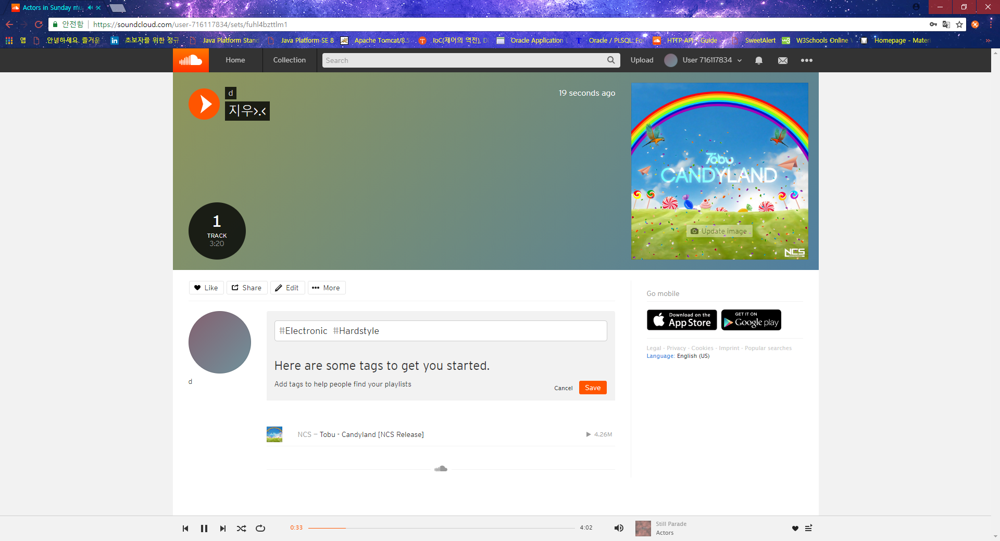 Actors in Sunday mu
안전함 https://soundcloud.com/user-716117834/sets/fuhl4bzttlm1
앱 안녕하세요. 즐거운 초보자를 위한 정규 Java Platform Stand Java Platform SE 8 Apache Tomcat/8.5 IoC(제어의 역전), D Oracle Application Oracle / PLSQL: HTTP API - Guide SweetAlert W3Schools Online Homepage - Materi
Home Collection Search Upload User 716117834
d
지우>.<
19 seconds ago
Tobu
CANDYLAND
Update image
NCS
1
TRACK
3:20
Like Share Edit More
Go mobile
Download on the App Store
GET IT ON Google play
#Electronic #Hardstyle
Legal - Privacy - Cookies - Imprint - Popular searches
Language: English (US)
Here are some tags to get you started.
d
Add tags to help people find your playlists
Cancel Save
NCS – Tobu - Candyland [NCS Release] 4.26M
0:33 4:02
Still Parade
Actors